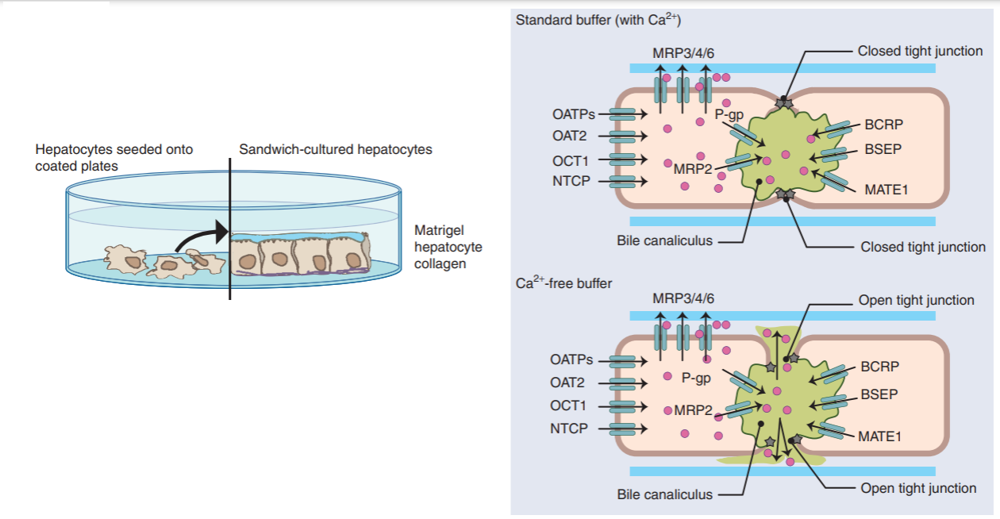 Hepatocytes seeded onto
coated plates
Sandwich-cultured hepatocytes
Matrigel
hepatocyte
collagen
Standard buffer (with Ca²⁺)
MRP3/4/6
Closed tight junction
OATPs
OAT2
OCT1
NTCP
P-gp
MRP2
BCRP
BSEP
MATE1
Bile canaliculus
Closed tight junction
Ca²⁺-free buffer
MRP3/4/6
Open tight junction
OATPs
OAT2
OCT1
NTCP
P-gp
MRP2
BCRP
BSEP
MATE1
Bile canaliculus
Open tight junction